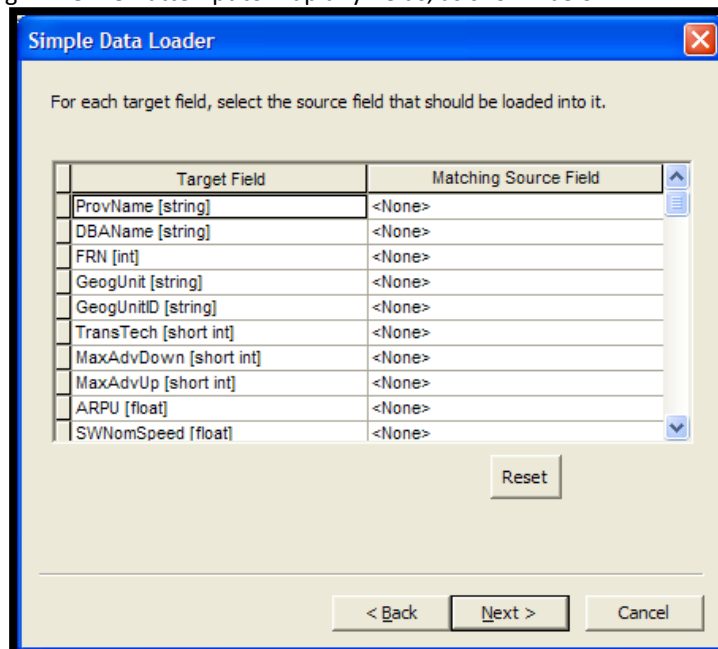 Simple Data Loader
For each target field, select the source field that should be loaded into it.
Target Field Matching Source Field
ProvName [string] <None>
DBAName [string] <None>
FRN [int] <None>
GeogUnit [string] <None>
GeogUnitID [string] <None>
TransTech [short int] <None>
MaxAdvDown [short int] <None>
MaxAdvUp [short int] <None>
ARPU [float] <None>
SWNomSpeed [float] <None>
Reset
< Back Next > Cancel